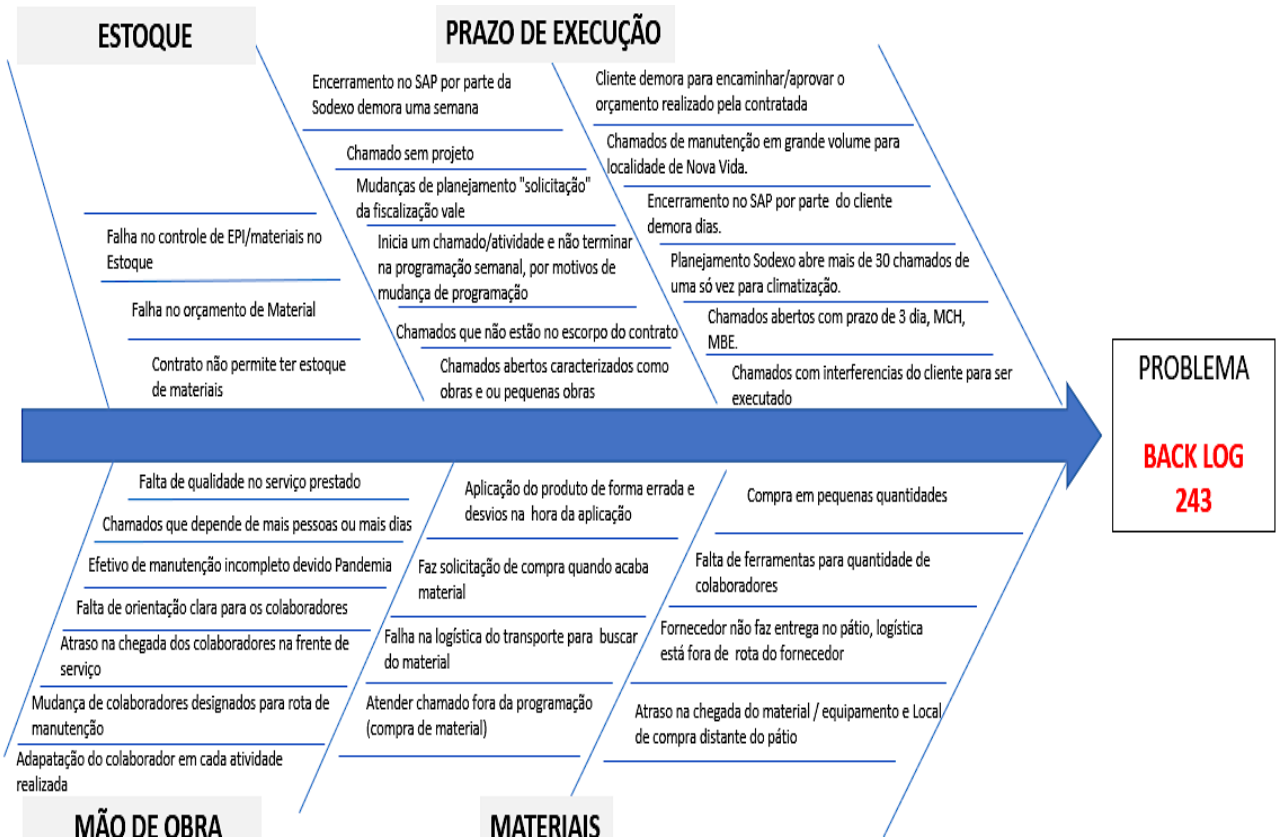 ESTOQUE
Falha no controle de EPI/materiais no
Estoque
Falha no orçamento de Material
Contrato não permite ter estoque
de materiais
PRAZO DE EXECUÇÃO
Encerramento no SAP por parte da
Sodexo demora uma semana
Chamado sem projeto
Mudanças de planejamento "solicitação"
da fiscalização vale
Inicia um chamado/atividade e não terminar
na programação semanal, por motivos de
mudança de programação
Chamados que não estão no escorpo do contrato
Chamados abertos caracterizados como
obras e ou pequenas obras
Cliente demora para encaminhar/aprovar o
orçamento realizado pela contratada
Chamados de manutenção em grande volume para
localidade de Nova Vida.
Encerramento no SAP por parte do cliente
demora dias.
Planejamento Sodexo abre mais de 30 chamados de
uma só vez para climatização.
Chamados abertos com prazo de 3 dia, MCH,
MBE.
Chamados com interferencias do cliente para ser
executado
PROBLEMA
BACK LOG
243
Falta de qualidade no serviço prestado
Chamados que depende de mais pessoas ou mais dias
Efetivo de manutenção incompleto devido Pandemia
Falta de orientação clara para os colaboradores
Atraso na chegada dos colaboradores na frente de
serviço
Mudança de colaboradores designados para rota de
manutenção
Adapatação do colaborador em cada atividade
realizada
MÃO DE OBRA
Aplicação do produto de forma errada e
desvios na hora da aplicação
Faz solicitação de compra quando acaba
material
Falha na logística do transporte para buscar
do material
Atender chamado fora da programação
(compra de material)
Compra em pequenas quantidades
Falta de ferramentas para quantidade de
colaboradores
Fornecedor não faz entrega no pátio, logística
está fora de rota do fornecedor
Atraso na chegada do material / equipamento e Local
de compra distante do pátio
MATERIAIS